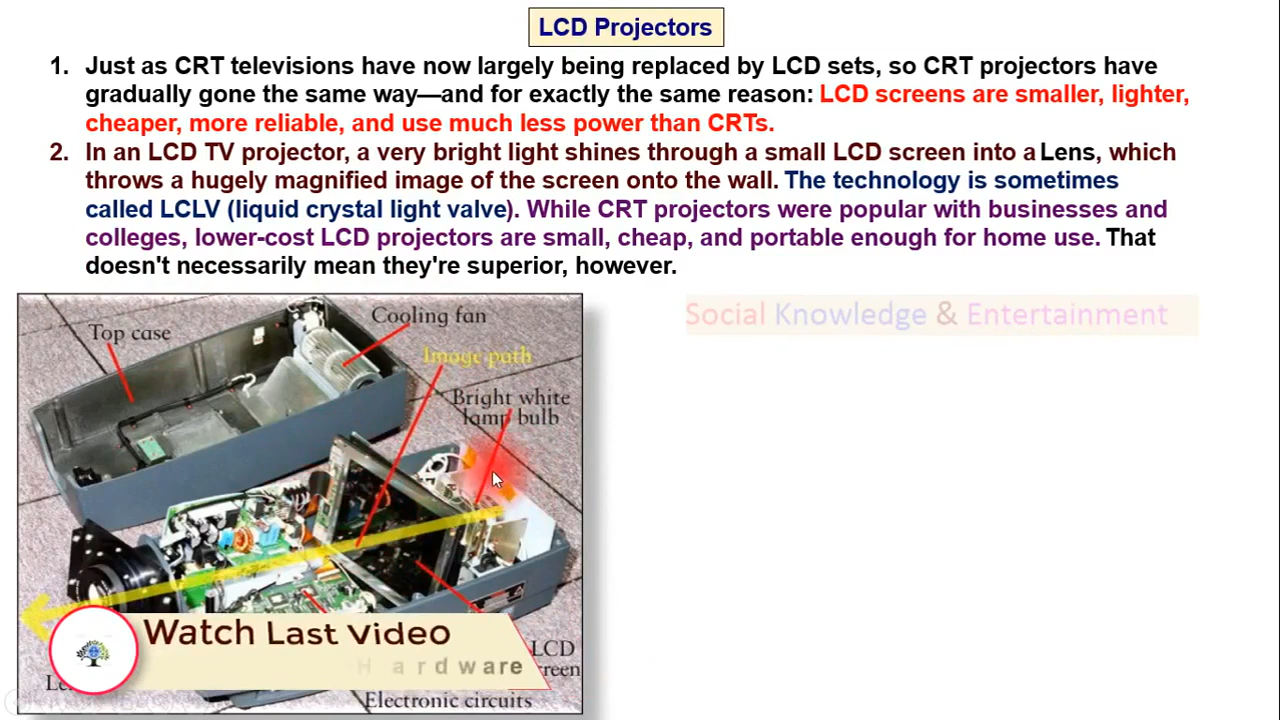 LCD Projectors
1. Just as CRT televisions have now largely being replaced by LCD sets, so CRT projectors have
gradually gone the same way—and for exactly the same reason: LCD screens are smaller, lighter,
cheaper, more reliable, and use much less power than CRTs.
2. In an LCD TV projector, a very bright light shines through a small LCD screen into a Lens, which
throws a hugely magnified image of the screen onto the wall. The technology is sometimes
called LCLV (liquid crystal light valve). While CRT projectors were popular with businesses and
colleges, lower-cost LCD projectors are small, cheap, and portable enough for home use. That
doesn't necessarily mean they're superior, however.
Social Knowledge & Entertainment
Cooling fan
Top case
Image path
Bright white
lamp bulb
Watch Last Video
Hardware
LCD
Electronic circuits